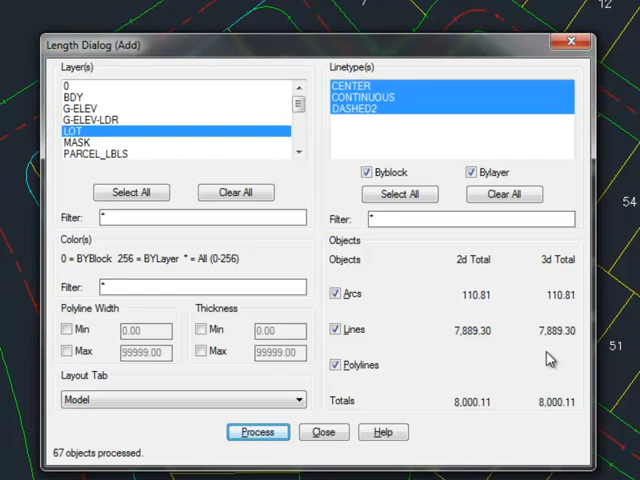 7
12
Length Dialog (Add)
Layer(s)
0
BDY
G-ELEV
G-ELEV-LDR
LOT
MASK
PARCEL_LBLS
Select All
Clear All
Filter: *
Linetype(s)
CENTER
CONTINUOUS
DASHED2
Byblock
Bylayer
Select All
Clear All
Filter: *
Color(s)
0 = BYBlock 256 = BYLayer * = All (0-256)
Filter: *
Polyline Width
Min 0.00
Max 99999.00
Thickness
Min 0.00
Max 99999.00
Layout Tab
Model
Objects
Objects 2d Total 3d Total
Arcs 110.81 110.81
Lines 7,889.30 7,889.30
Polylines
Totals 8,000.11 8,000.11
Process
Close
Help
67 objects processed.
54
51